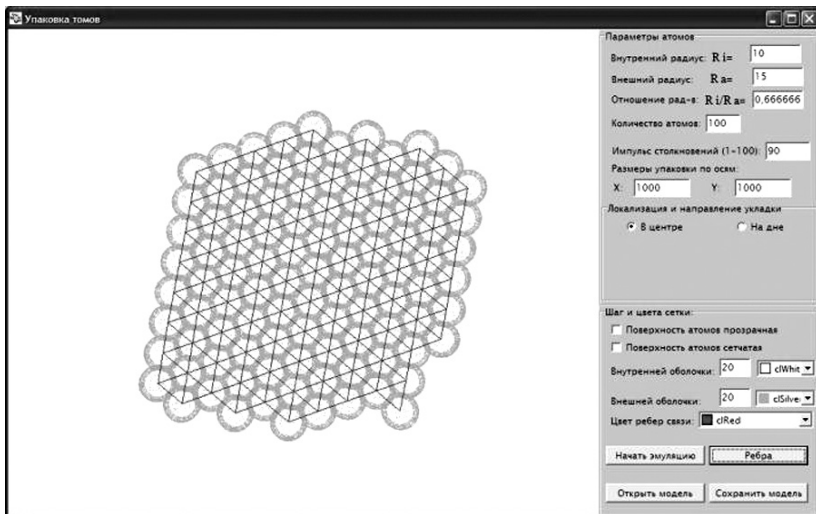 Упаковка томов
Параметры атомов
Внутренний радиус: Ri= 10
Внешний радиус: Ra= 15
Отношение рад-в: Ri/Ra= 0,666666
Количество атомов: 100
Импульс столкновений (1-100): 90
Размеры упаковки по осям:
X: 1000 Y: 1000
Локализация и направление укладки
В центре На дне
Шаг и цвета сетки:
Поверхность атомов прозрачная
Поверхность атомов сетчатая
Внутренней оболочки: 20 clWhit
Внешней оболочки: 20 clSilve
Цвет ребер связи: clRed
Начать эмуляцию Ребра
Открыть модель Сохранить модель